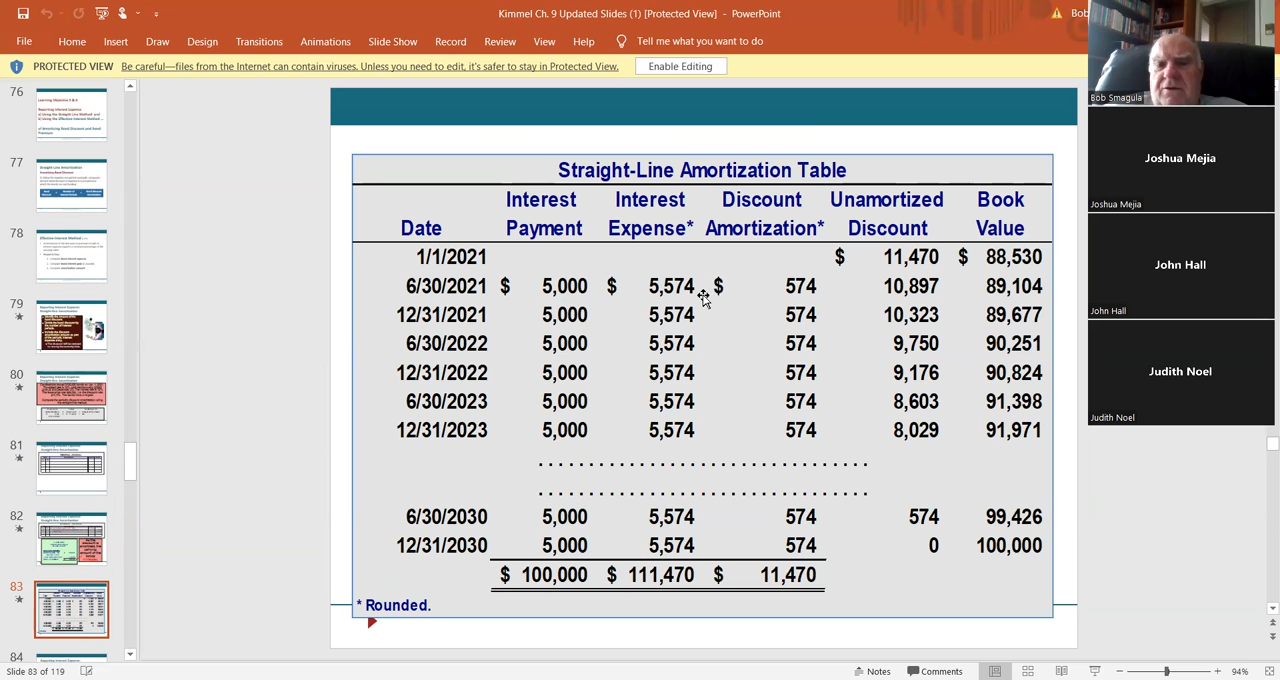 Kimmel Ch. 9 Updated Slides (1) [Protected View] - PowerPoint
Bob
File Home Insert Draw Design Transitions Animations Slide Show Record Review View Help Tell me what you want to do
PROTECTED VIEW Be careful—files from the Internet can contain viruses. Unless you need to edit, it's safer to stay in Protected View. Enable Editing
76
77
78
79
80
81
82
83
84
Straight-Line Amortization Table
Interest Interest Discount Unamortized Book
Date Payment Expense* Amortization* Discount Value
1/1/2021 $ 11,470 $ 88,530
6/30/2021 $ 5,000 $ 5,574 $ 574 10,897 89,104
12/31/2021 5,000 5,574 574 10,323 89,677
6/30/2022 5,000 5,574 574 9,750 90,251
12/31/2022 5,000 5,574 574 9,176 90,824
6/30/2023 5,000 5,574 574 8,603 91,398
12/31/2023 5,000 5,574 574 8,029 91,971
. . . . . . . . . . . . . . . . . . . . . . . . . . . . . . . . .
. . . . . . . . . . . . . . . . . . . . . . . . . . . . . . . . .
6/30/2030 5,000 5,574 574 574 99,426
12/31/2030 5,000 5,574 574 0 100,000
$ 100,000 $ 111,470 $ 11,470
* Rounded.
Bob Smagula
Joshua Mejia
Joshua Mejia
John Hall
John Hall
Judith Noel
Judith Noel
Slide 83 of 119 Notes Comments 94%